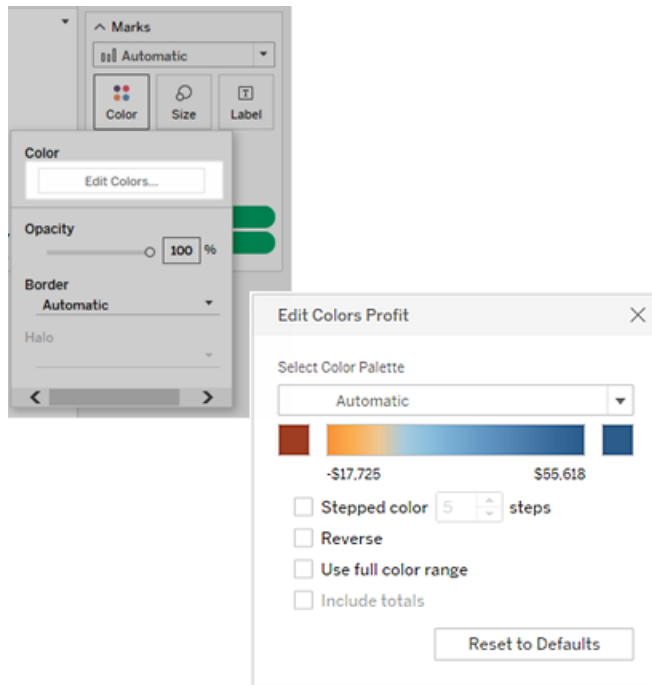 Marks
Automatic
Color Size Label
Color
Edit Colors...
Opacity
100 %
Border
Automatic
Halo
Edit Colors Profit
Select Color Palette
Automatic
-$17,725 $55,618
Stepped color 5 steps
Reverse
Use full color range
Include totals
Reset to Defaults